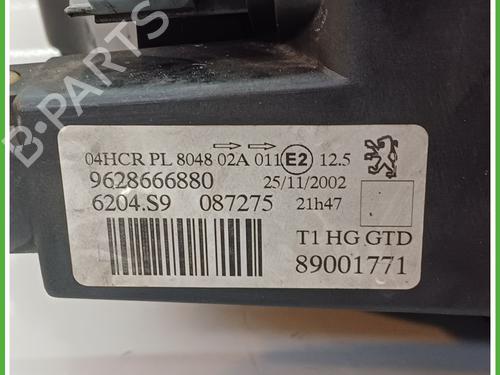 B-PARTS
04HCR PL 8048 02A 011 E2 12.5
9628666880 25/11/2002
6204.S9 087275 21h47
T1 HG GTD
89001771